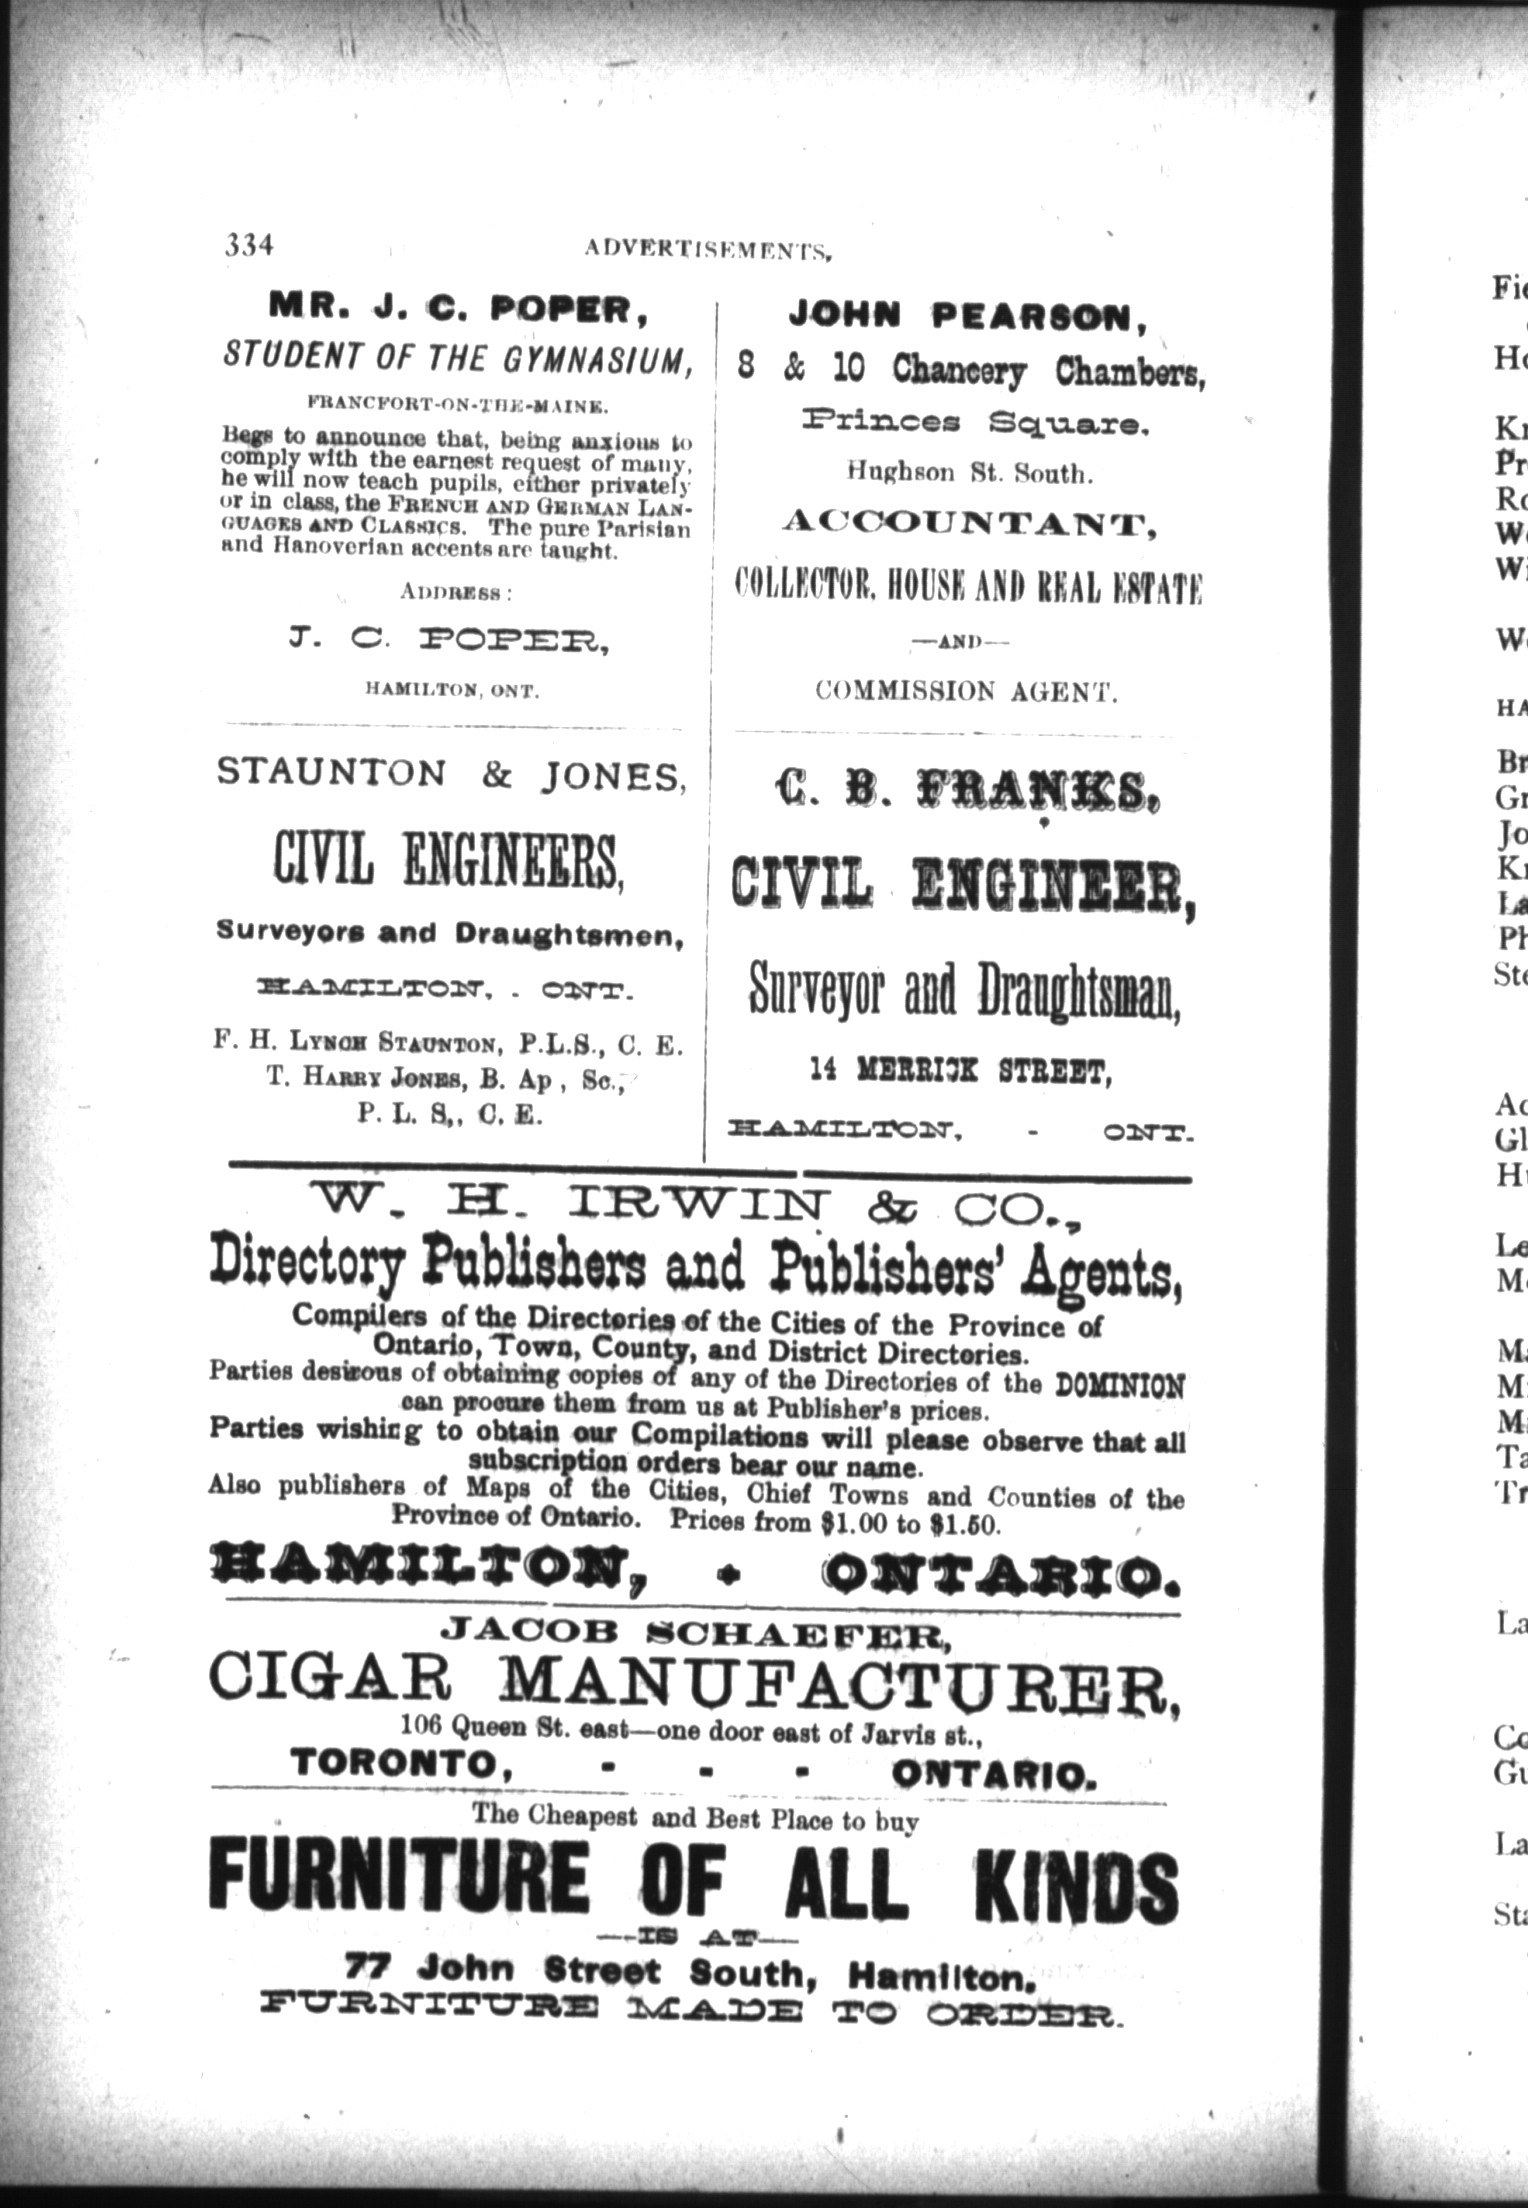 334
ADVERTISEMENTS,
MR. J. C. POPER,
STUDENT OF THE GYMNASIUM,
FRANCFORT-ON-THE-MAINE.
Begs to announce that, being anxious to
comply with the earnest request of many,
he will now teach pupils, either privately
or in class, the FRENCH AND GERMAN LAN-
GUAGES AND CLASSICS. The pure Parisian
and Hanoverian accents are taught.
ADDRESS:
J. C. POPER,
HAMILTON, ONT.
JOHN PEARSON,
8 & 10 Chancery Chambers,
Princes Square.
Hughson St. South.
ACCOUNTANT,
COLLECTOR, HOUSE AND REAL ESTATE
—AND—
COMMISSION AGENT.
STAUNTON & JONES,
CIVIL ENGINEERS,
Surveyors and Draughtsmen,
HAMILTON, - ONT.
F. H. LYNCH STAUNTON, P.L.S., C. E.
T. HARRY JONES, B. Ap, Sc.,
P. L. S,, C. E.
C. B. FRANKS,
CIVIL ENGINEER,
Surveyor and Draughtsman,
14 MERRICK STREET,
HAMILTON, - ONT.
W. H. IRWIN & CO.,
Directory Publishers and Publishers' Agents,
Compilers of the Directories of the Cities of the Province of
Ontario, Town, County, and District Directories.
Parties desirous of obtaining copies of any of the Directories of the DOMINION
can procure them from us at Publisher's prices.
Parties wishing to obtain our Compilations will please observe that all
subscription orders bear our name.
Also publishers of Maps of the Cities, Chief Towns and Counties of the
Province of Ontario. Prices from $1.00 to $1.50.
HAMILTON, - ONTARIO.
JACOB SCHAEFER,
CIGAR MANUFACTURER,
106 Queen St. east—one door east of Jarvis st.,
TORONTO, - - - ONTARIO.
The Cheapest and Best Place to buy
FURNITURE OF ALL KINDS
—IS AT—
77 John Street South, Hamilton.
FURNITURE MADE TO ORDER.